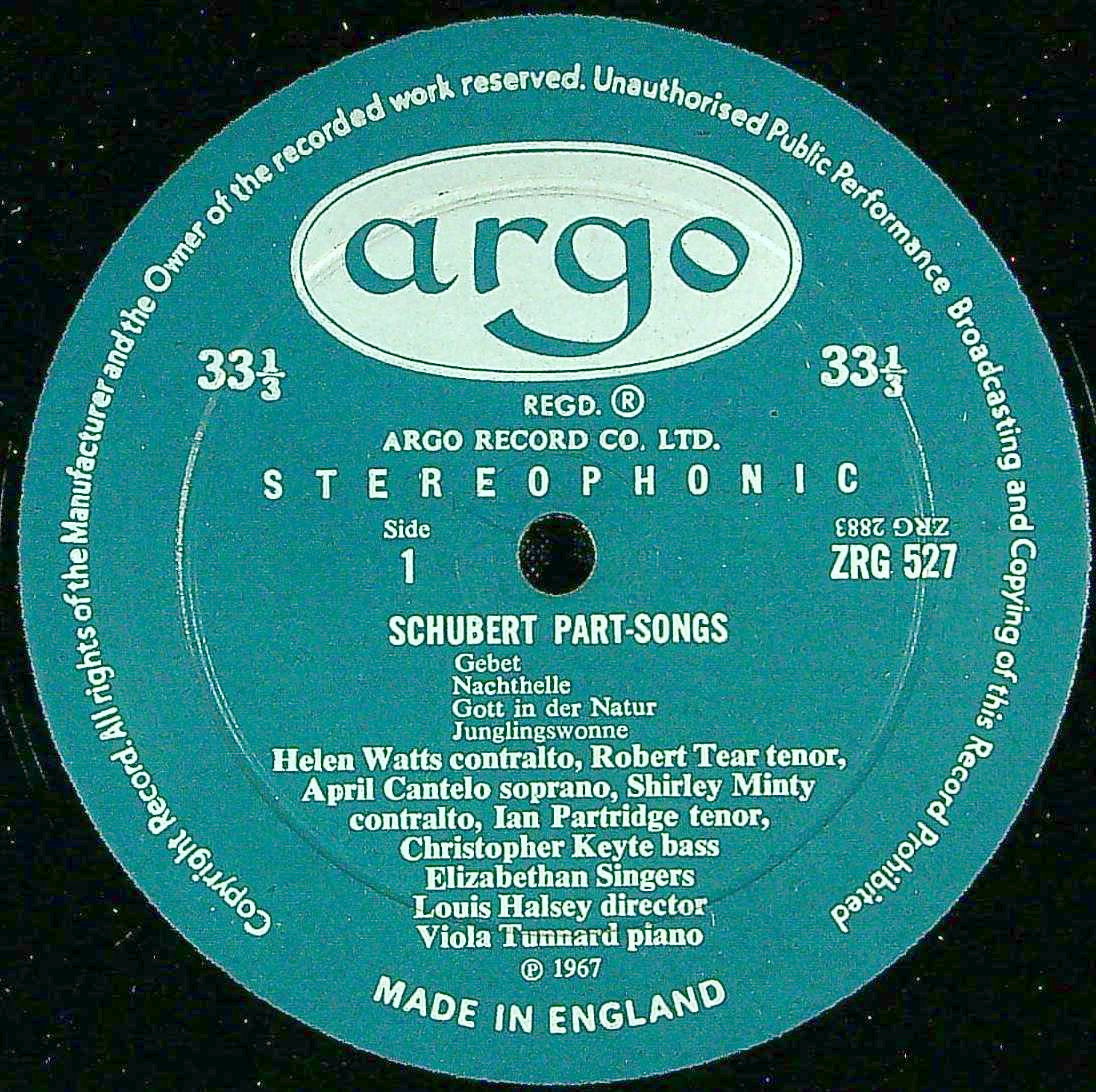 Copyright Record. All rights of the Manufacturer and the Owner of the recorded work reserved. Unauthorised Public Performance Broadcasting and Copying of this Record Prohibited
argo
33⅓ 33⅓
REGD. ®
ARGO RECORD CO. LTD.
STEREOPHONIC
Side
1
ZRG 2883
ZRG 527
SCHUBERT PART-SONGS
Gebet
Nachthelle
Gott in der Natur
Junglingswonne
Helen Watts contralto, Robert Tear tenor,
April Cantelo soprano, Shirley Minty
contralto, Ian Partridge tenor,
Christopher Keyte bass
Elizabethan Singers
Louis Halsey director
Viola Tunnard piano
℗ 1967
MADE IN ENGLAND